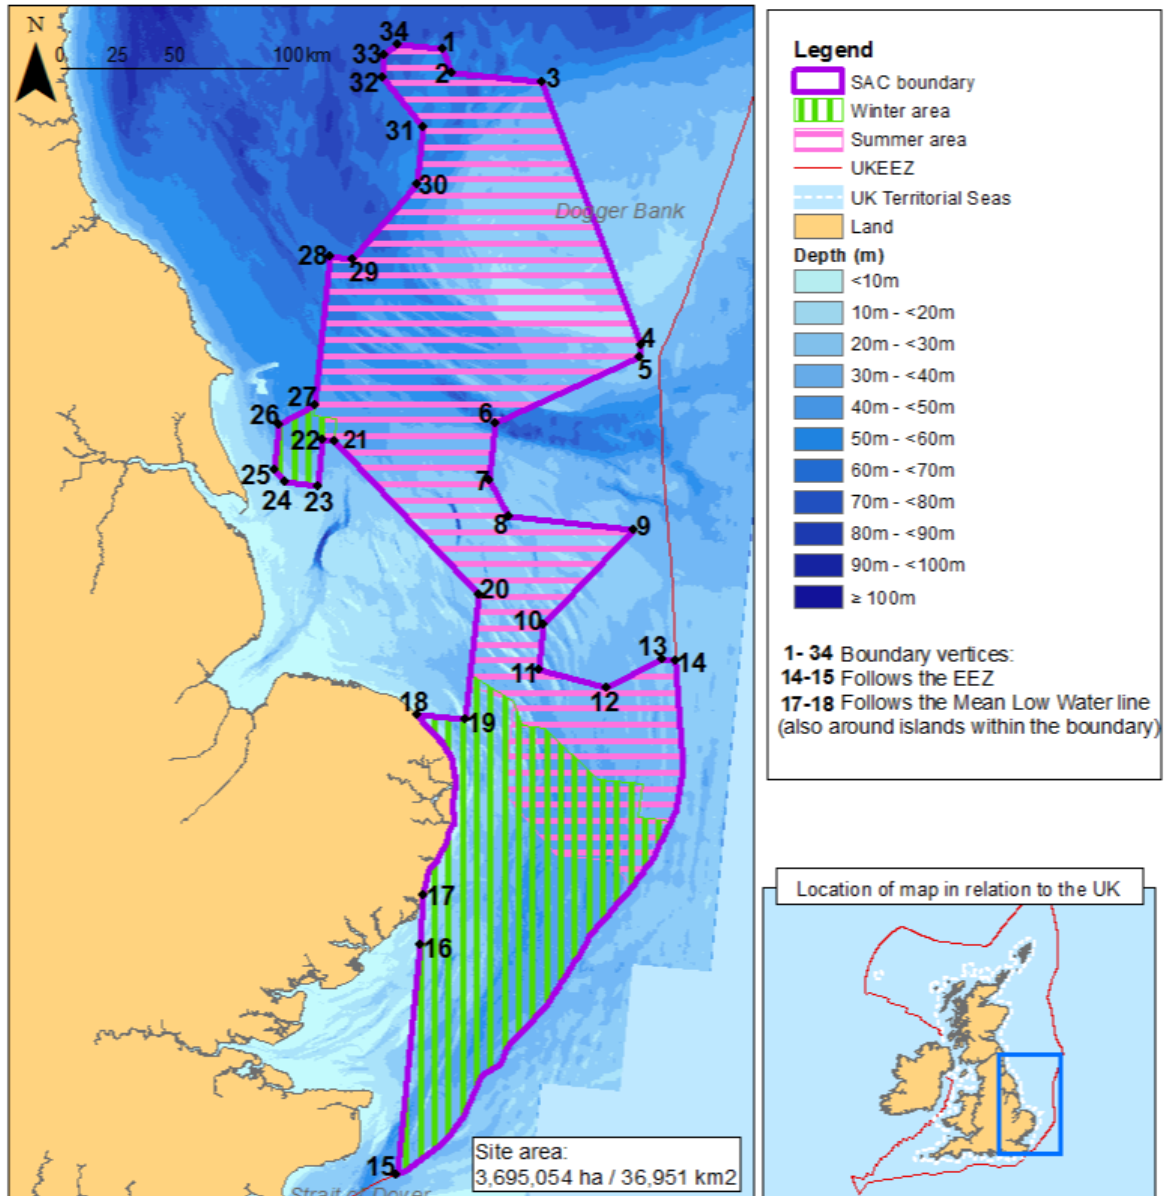 N
0 25 50 100km
34
1
33
2
3
32
31
30
Dogger Bank
28
29
4
5
27
6
26
22
21
25
7
24
23
8
9
20
10
13
14
11
12
18
19
17
16
15
Strait of Dover
Site area:
3,695,054 ha / 36,951 km2
Legend
SAC boundary
Winter area
Summer area
UKEEZ
UK Territorial Seas
Land
Depth (m)
<10m
10m - <20m
20m - <30m
30m - <40m
40m - <50m
50m - <60m
60m - <70m
70m - <80m
80m - <90m
90m - <100m
≥ 100m
1- 34 Boundary vertices:
14-15 Follows the EEZ
17-18 Follows the Mean Low Water line
(also around islands within the boundary)
Location of map in relation to the UK